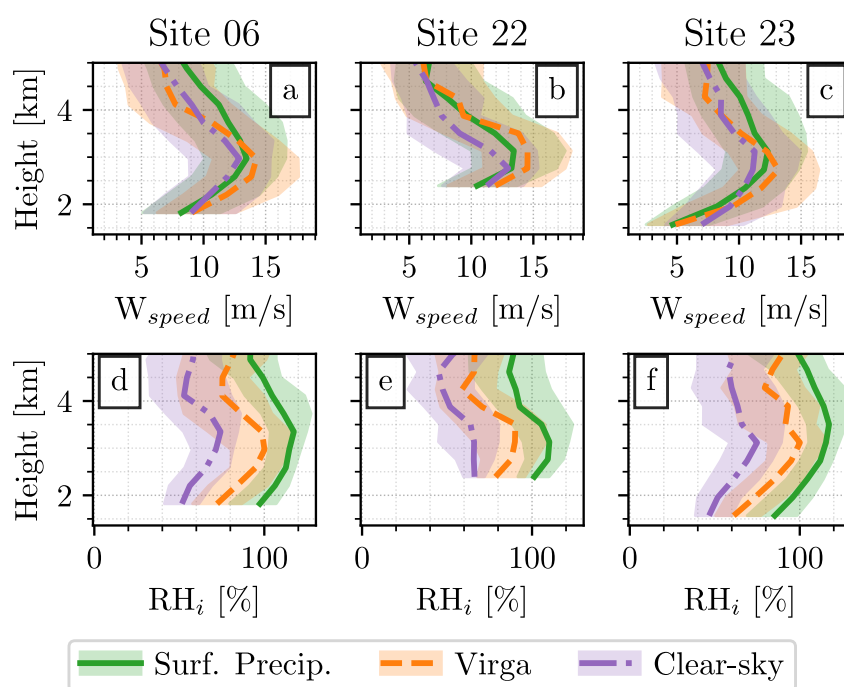 Site 06 Site 22 Site 23
Height [km]
4
2
a
b
c
5 10 15 5 10 15 5 10 15
W_speed [m/s] W_speed [m/s] W_speed [m/s]
Height [km]
4
2
d
e
f
0 100 0 100 0 100
RH_i [%] RH_i [%] RH_i [%]
Surf. Precip. Virga Clear-sky